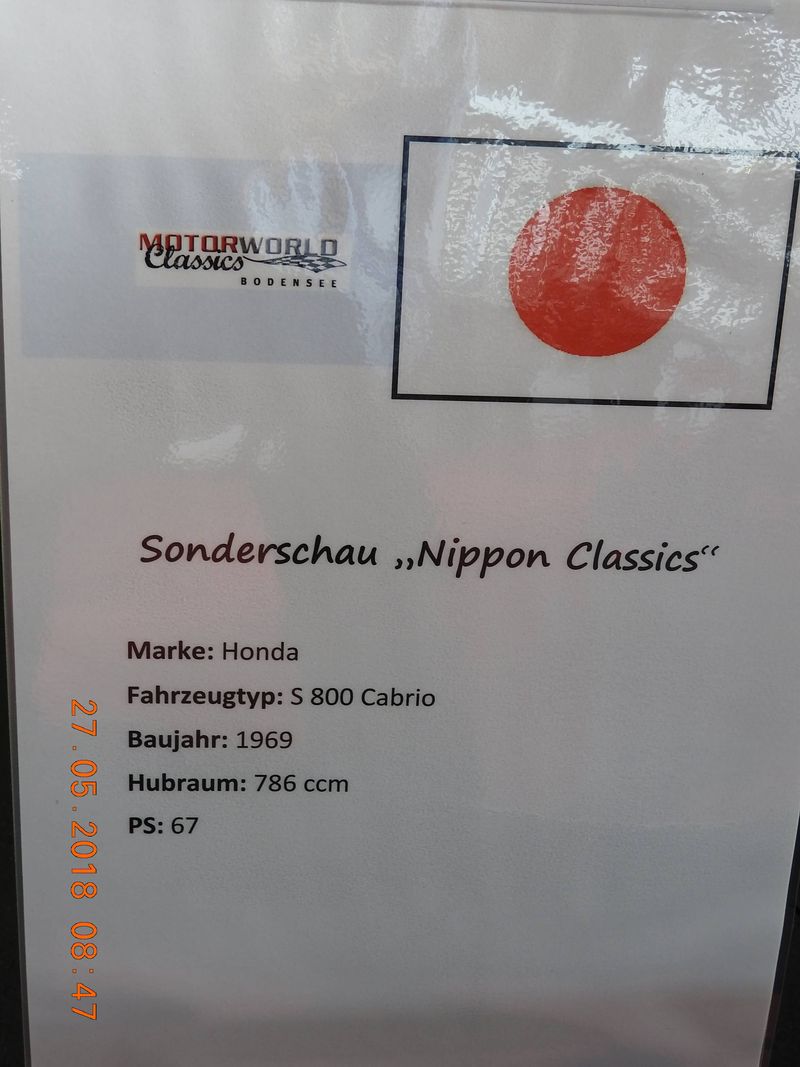 MOTORWORLD
Classics
BODENSEE
Sonderschau „Nippon Classics“
Marke: Honda
Fahrzeugtyp: S 800 Cabrio
Baujahr: 1969
Hubraum: 786 ccm
PS: 67
27.05.2018 08:47